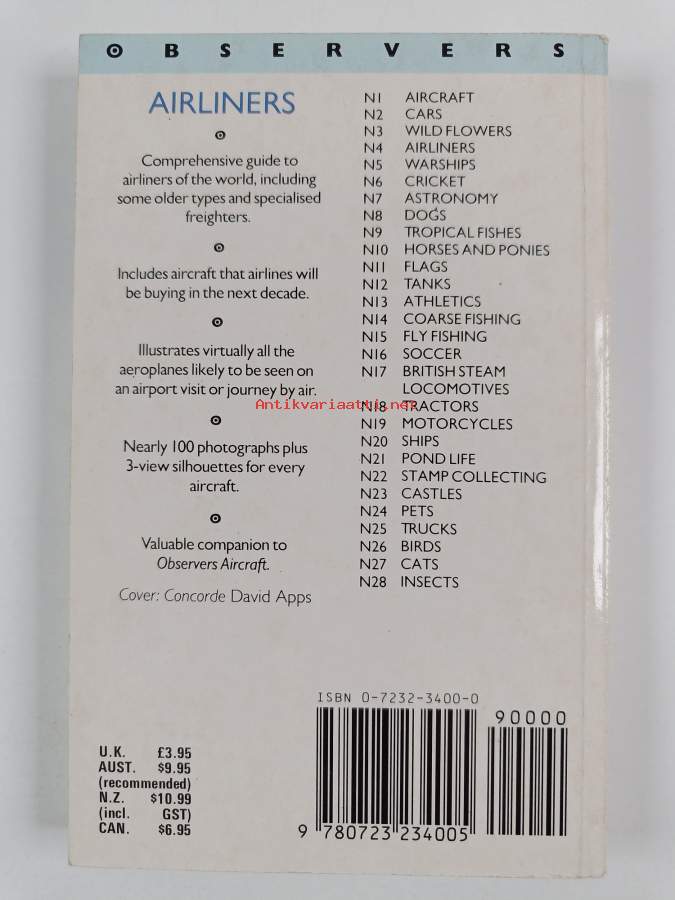 OBSERVERS
AIRLINERS
Comprehensive guide to
airliners of the world, including
some older types and specialised
freighters.
Includes aircraft that airlines will
be buying in the next decade.
Illustrates virtually all the
aeroplanes likely to be seen on
an airport visit or journey by air.
Nearly 100 photographs plus
3-view silhouettes for every
aircraft.
Valuable companion to
Observers Aircraft.
Cover: Concorde David Apps
N1 AIRCRAFT
N2 CARS
N3 WILD FLOWERS
N4 AIRLINERS
N5 WARSHIPS
N6 CRICKET
N7 ASTRONOMY
N8 DOGS
N9 TROPICAL FISHES
N10 HORSES AND PONIES
N11 FLAGS
N12 TANKS
N13 ATHLETICS
N14 COARSE FISHING
N15 FLY FISHING
N16 SOCCER
N17 BRITISH STEAM
LOCOMOTIVES
N18 TRACTORS
N19 MOTORCYCLES
N20 SHIPS
N21 POND LIFE
N22 STAMP COLLECTING
N23 CASTLES
N24 PETS
N25 TRUCKS
N26 BIRDS
N27 CATS
N28 INSECTS
Antikvariaatti.net
U.K. £3.95
AUST. $9.95
(recommended)
N.Z. $10.99
(incl. GST)
CAN. $6.95
ISBN 0-7232-3400-0
90000
9 780723 234005